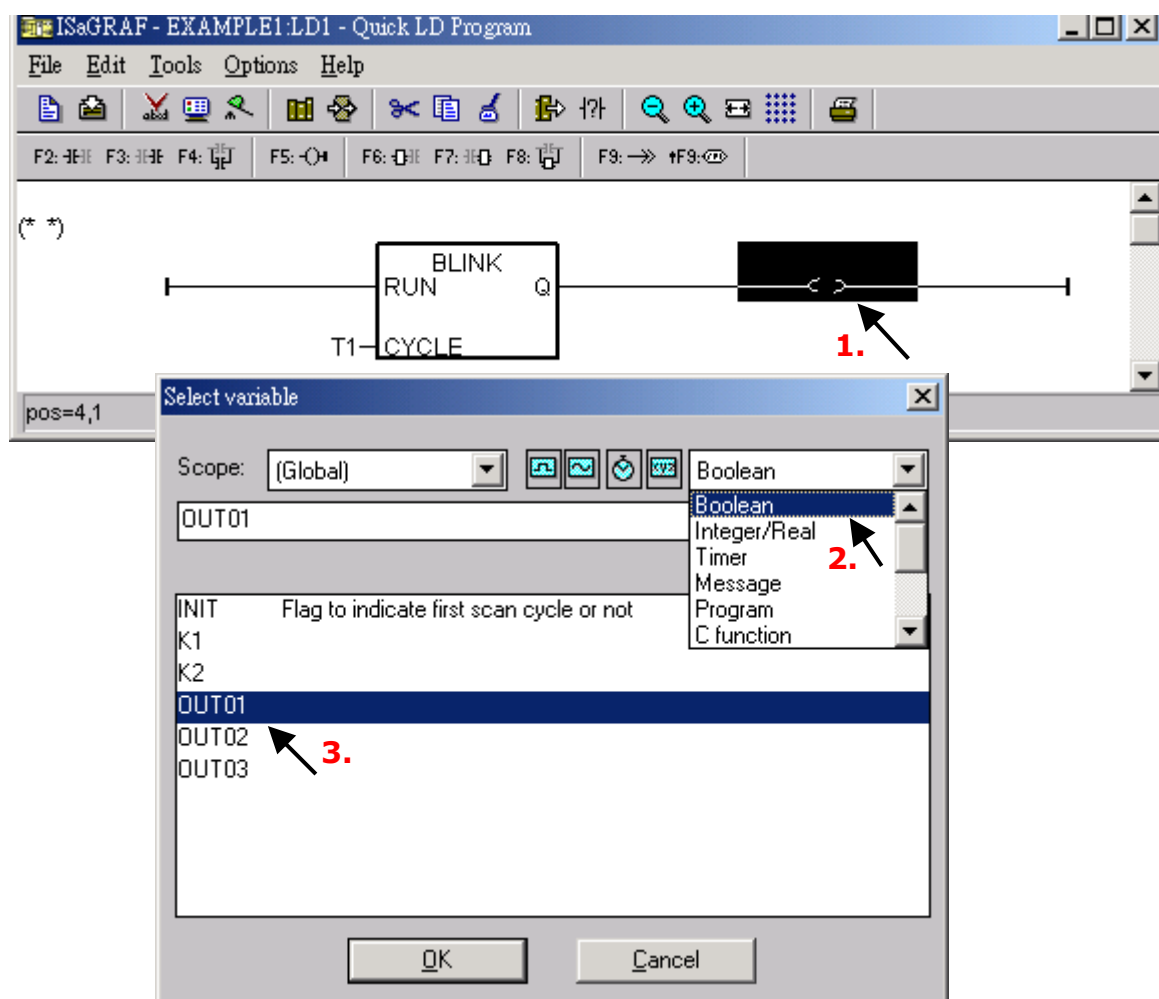 ISaGRAF - EXAMPLE1:LD1 - Quick LD Program
File Edit Tools Options Help
F2: F3: F4: F5: F6: F7: F8: F9: F9:
(* *)
BLINK
RUN Q
T1 CYCLE
1.
pos=4,1
Select variable
Scope: (Global) xyz Boolean
OUT01
Boolean
Integer/Real
Timer
2.
Message
Program
C function
INIT Flag to indicate first scan cycle or not
K1
K2
OUT01
OUT02
3.
OUT03
OK Cancel